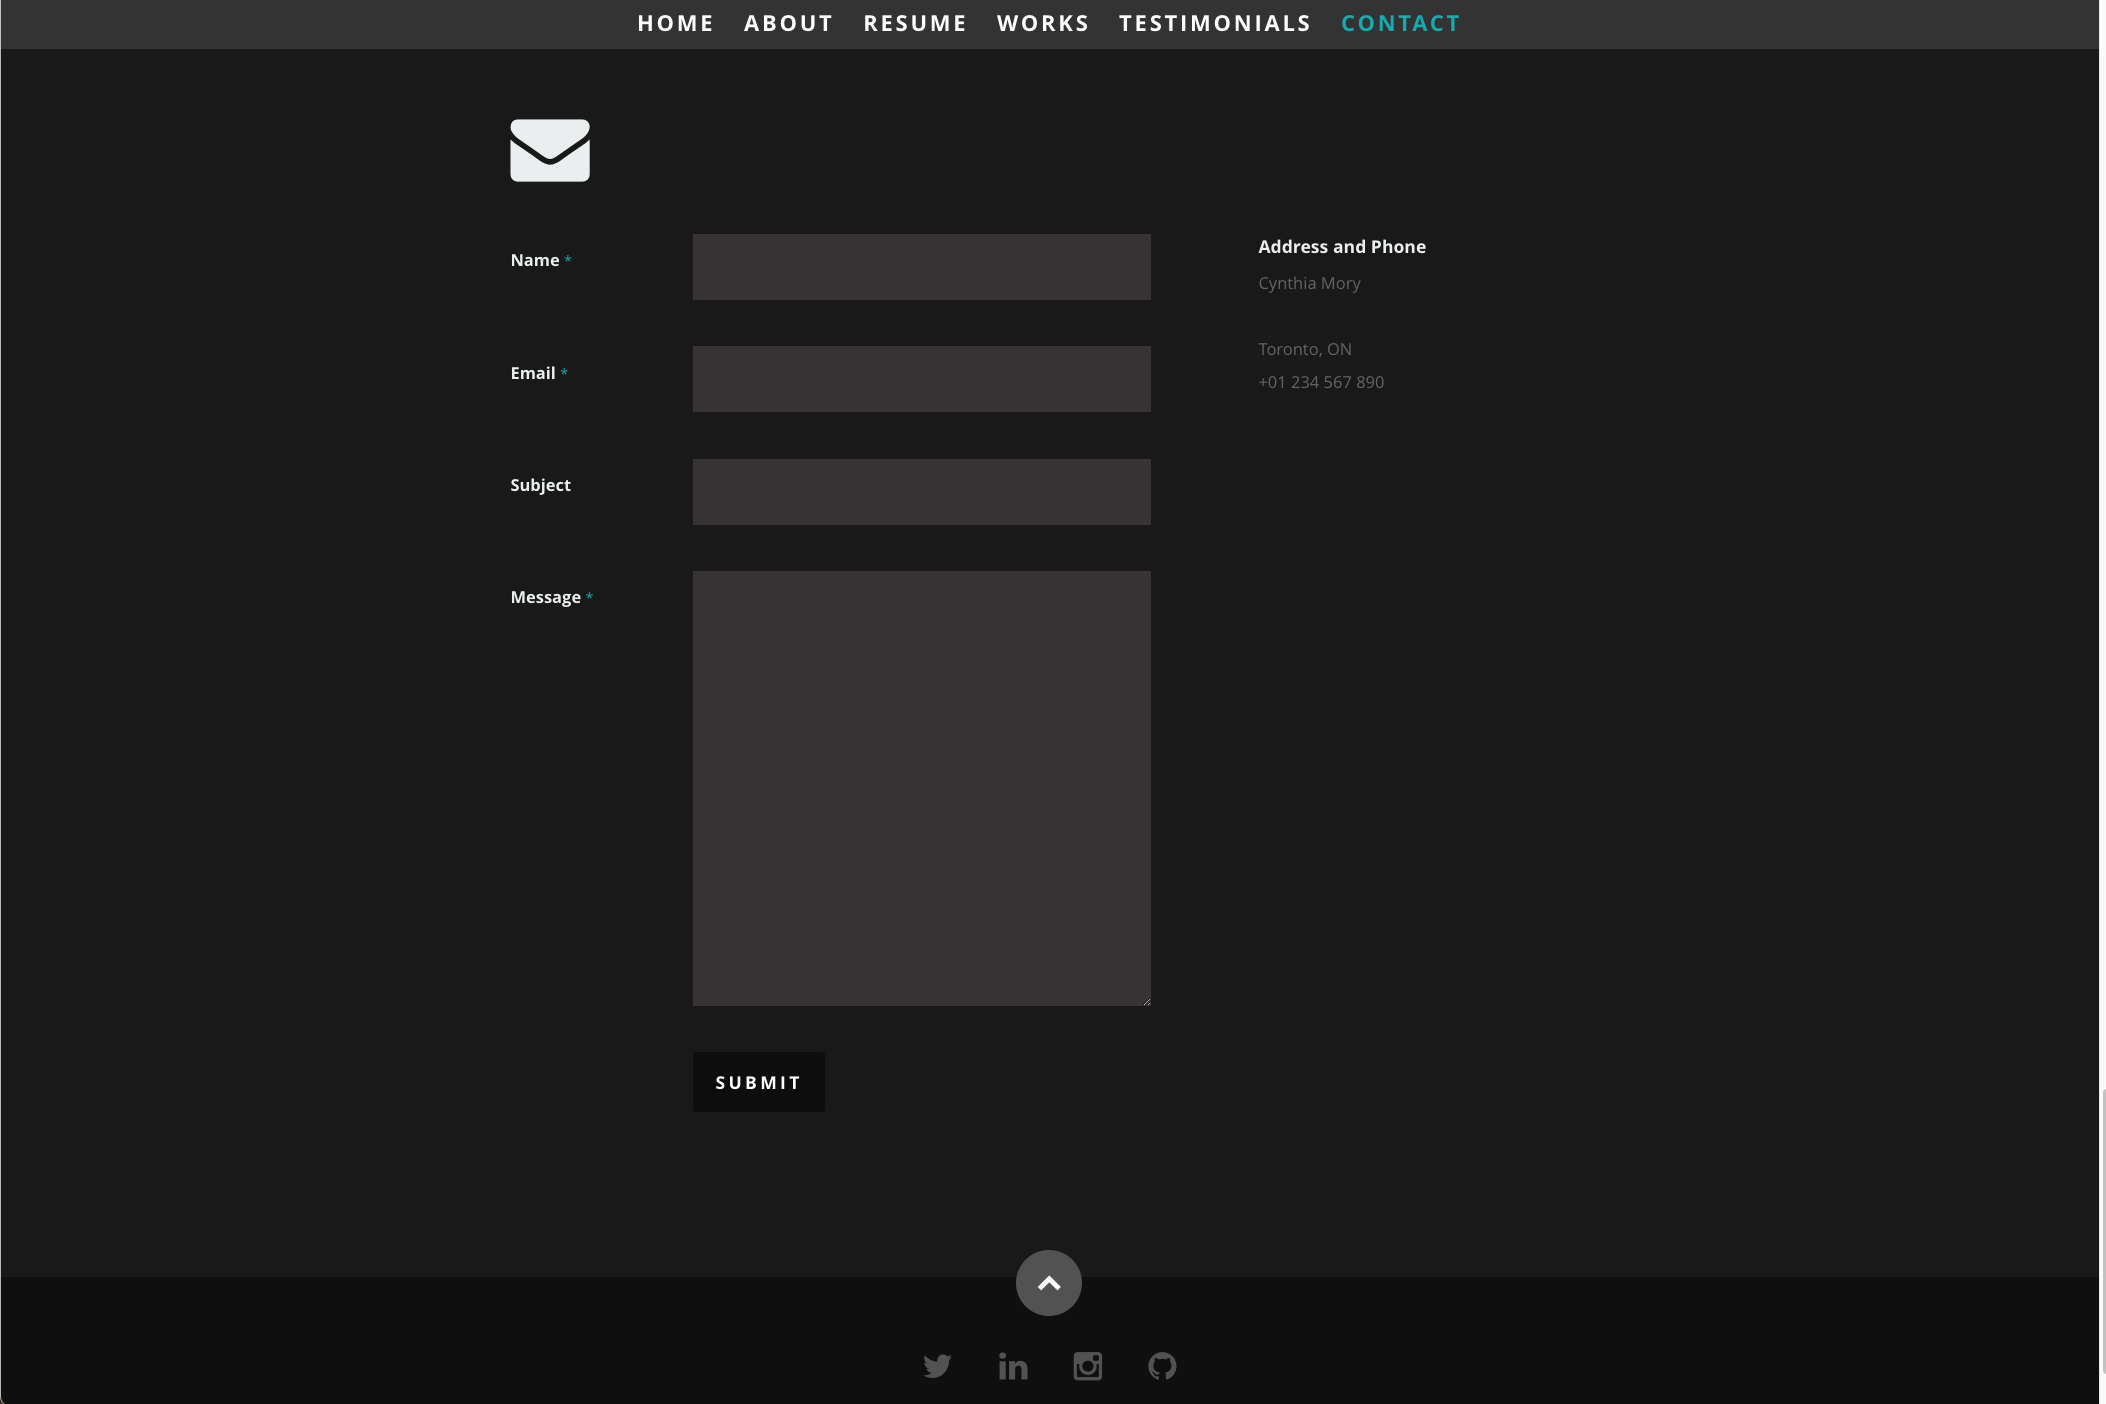 HOME ABOUT RESUME WORKS TESTIMONIALS CONTACT
Name *
Email *
Subject
Message *
SUBMIT
Address and Phone
Cynthia Mory
Toronto, ON
+01 234 567 890